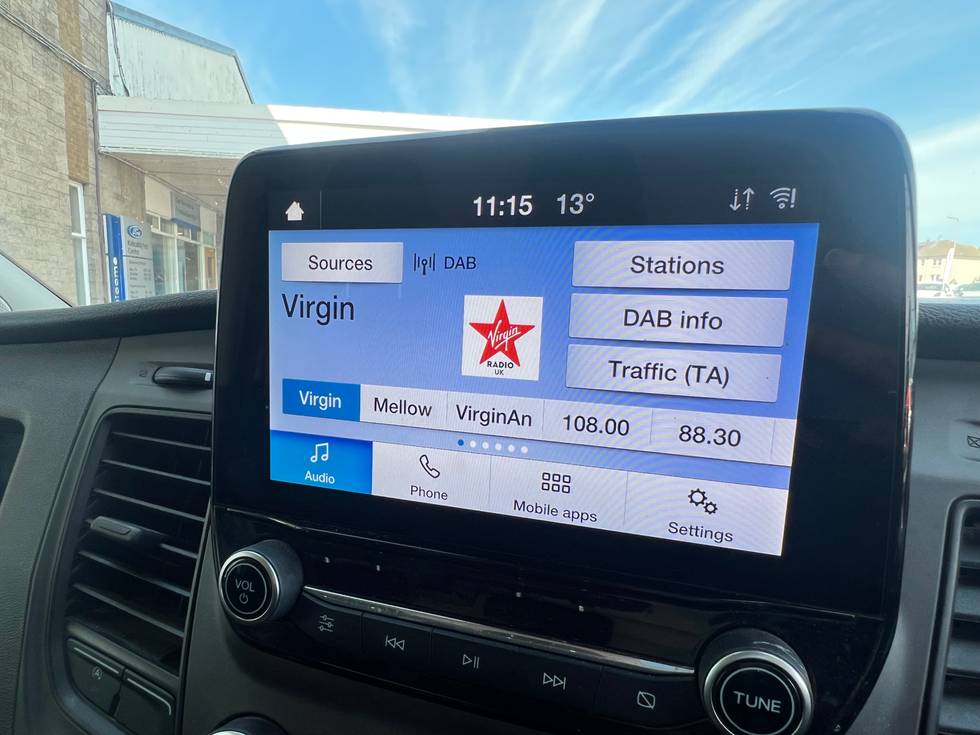 11:15 13°
Sources
DAB
Stations
Virgin
DAB info
Virgin
RADIO
UK
Traffic (TA)
Virgin
Mellow
VirginAn
108.00
88.30
Audio
Phone
Mobile apps
Settings
VOL
TUNE
Ford